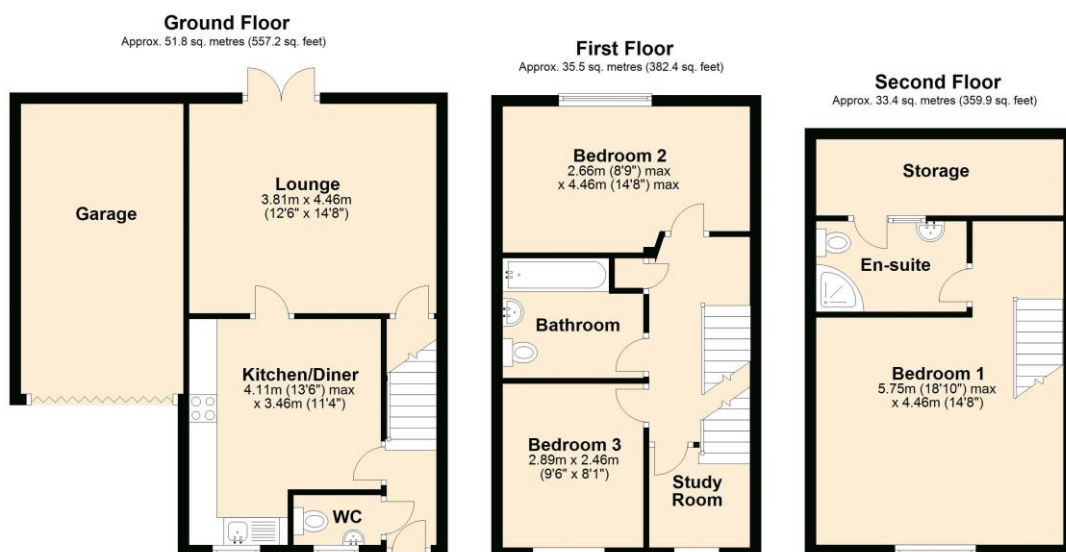 Ground Floor
Approx. 51.8 sq. metres (557.2 sq. feet)
Garage
Lounge
3.81m x 4.46m
(12'6" x 14'8")
Kitchen/Diner
4.11m (13'6") max
x 3.46m (11'4")
WC
First Floor
Approx. 35.5 sq. metres (382.4 sq. feet)
Bedroom 2
2.66m (8'9") max
x 4.46m (14'8") max
Bathroom
Bedroom 3
2.89m x 2.46m
(9'6" x 8'1")
Study
Room
Second Floor
Approx. 33.4 sq. metres (359.9 sq. feet)
Storage
En-suite
Bedroom 1
5.75m (18'10") max
x 4.46m (14'8")